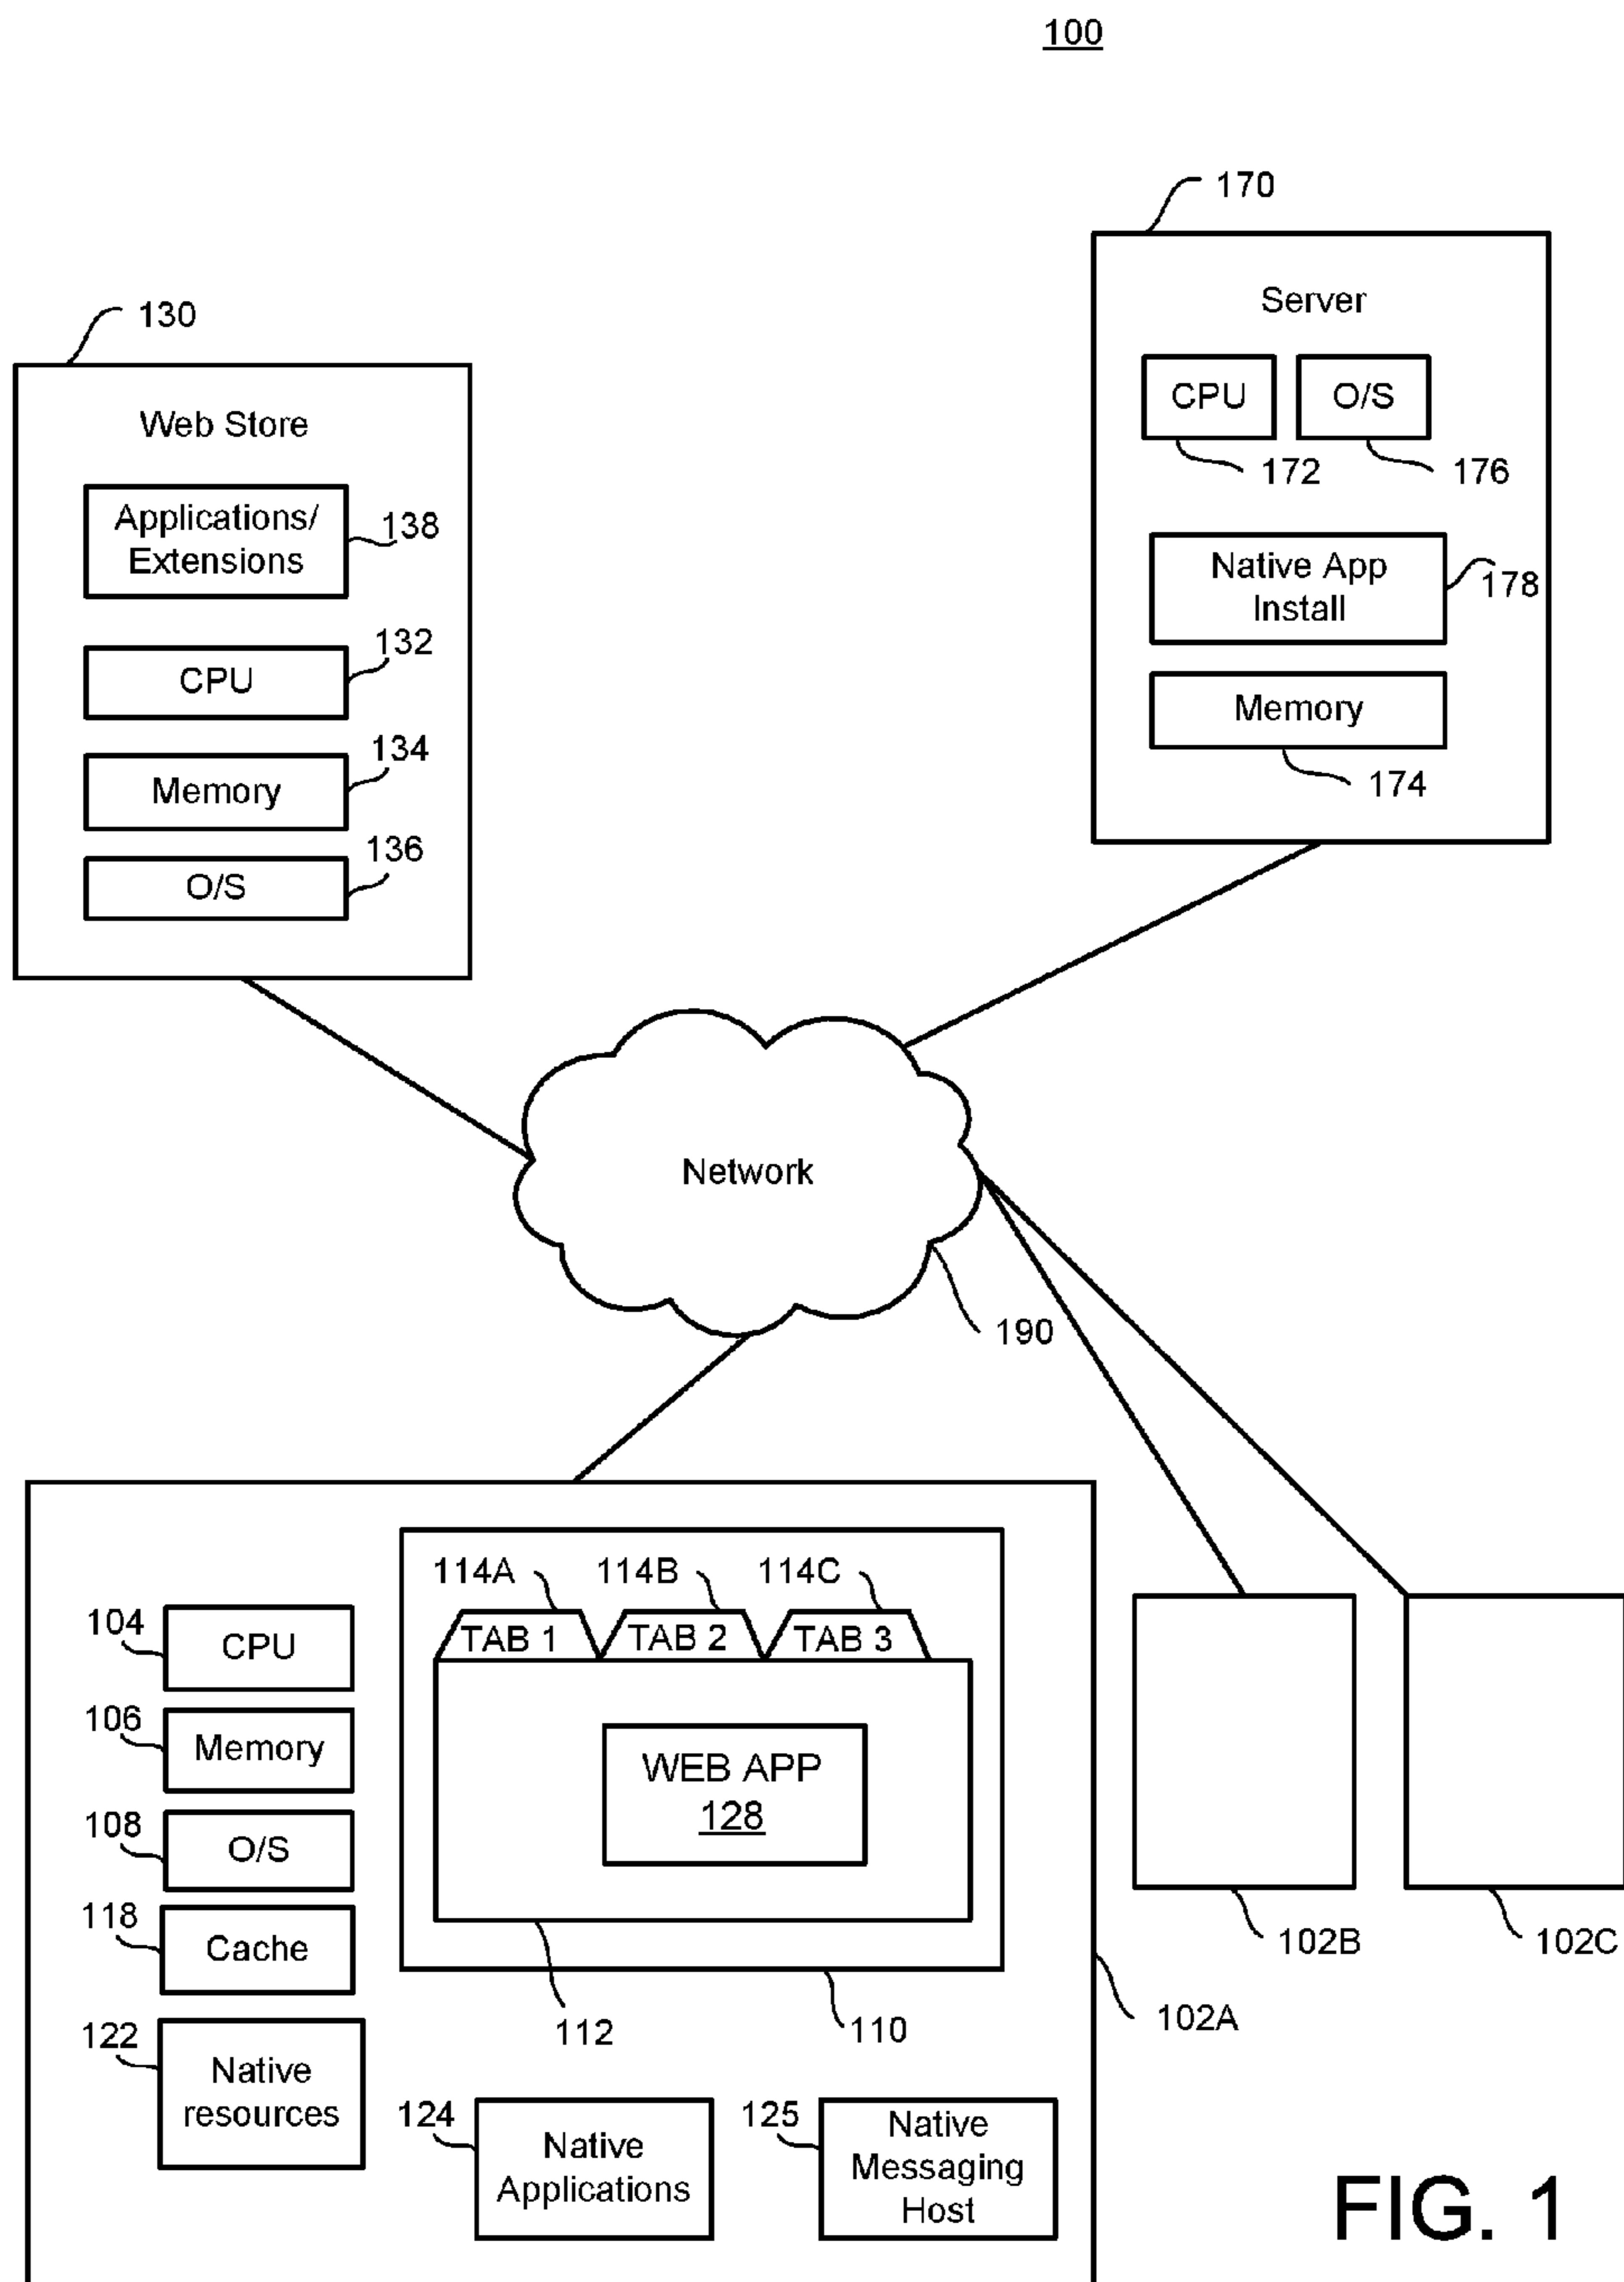 100
170
Server
CPU
O/S
172
176
Native App
Install
178
Memory
174
130
Web Store
Applications/
Extensions
138
CPU
132
Memory
134
O/S
136
Network
190
114A
114B
114C
TAB 1
TAB 2
TAB 3
WEB APP
128
104
CPU
106
Memory
108
O/S
118
Cache
122
Native
resources
112
110
102A
102B
102C
124
Native
Applications
125
Native
Messaging
Host
FIG. 1